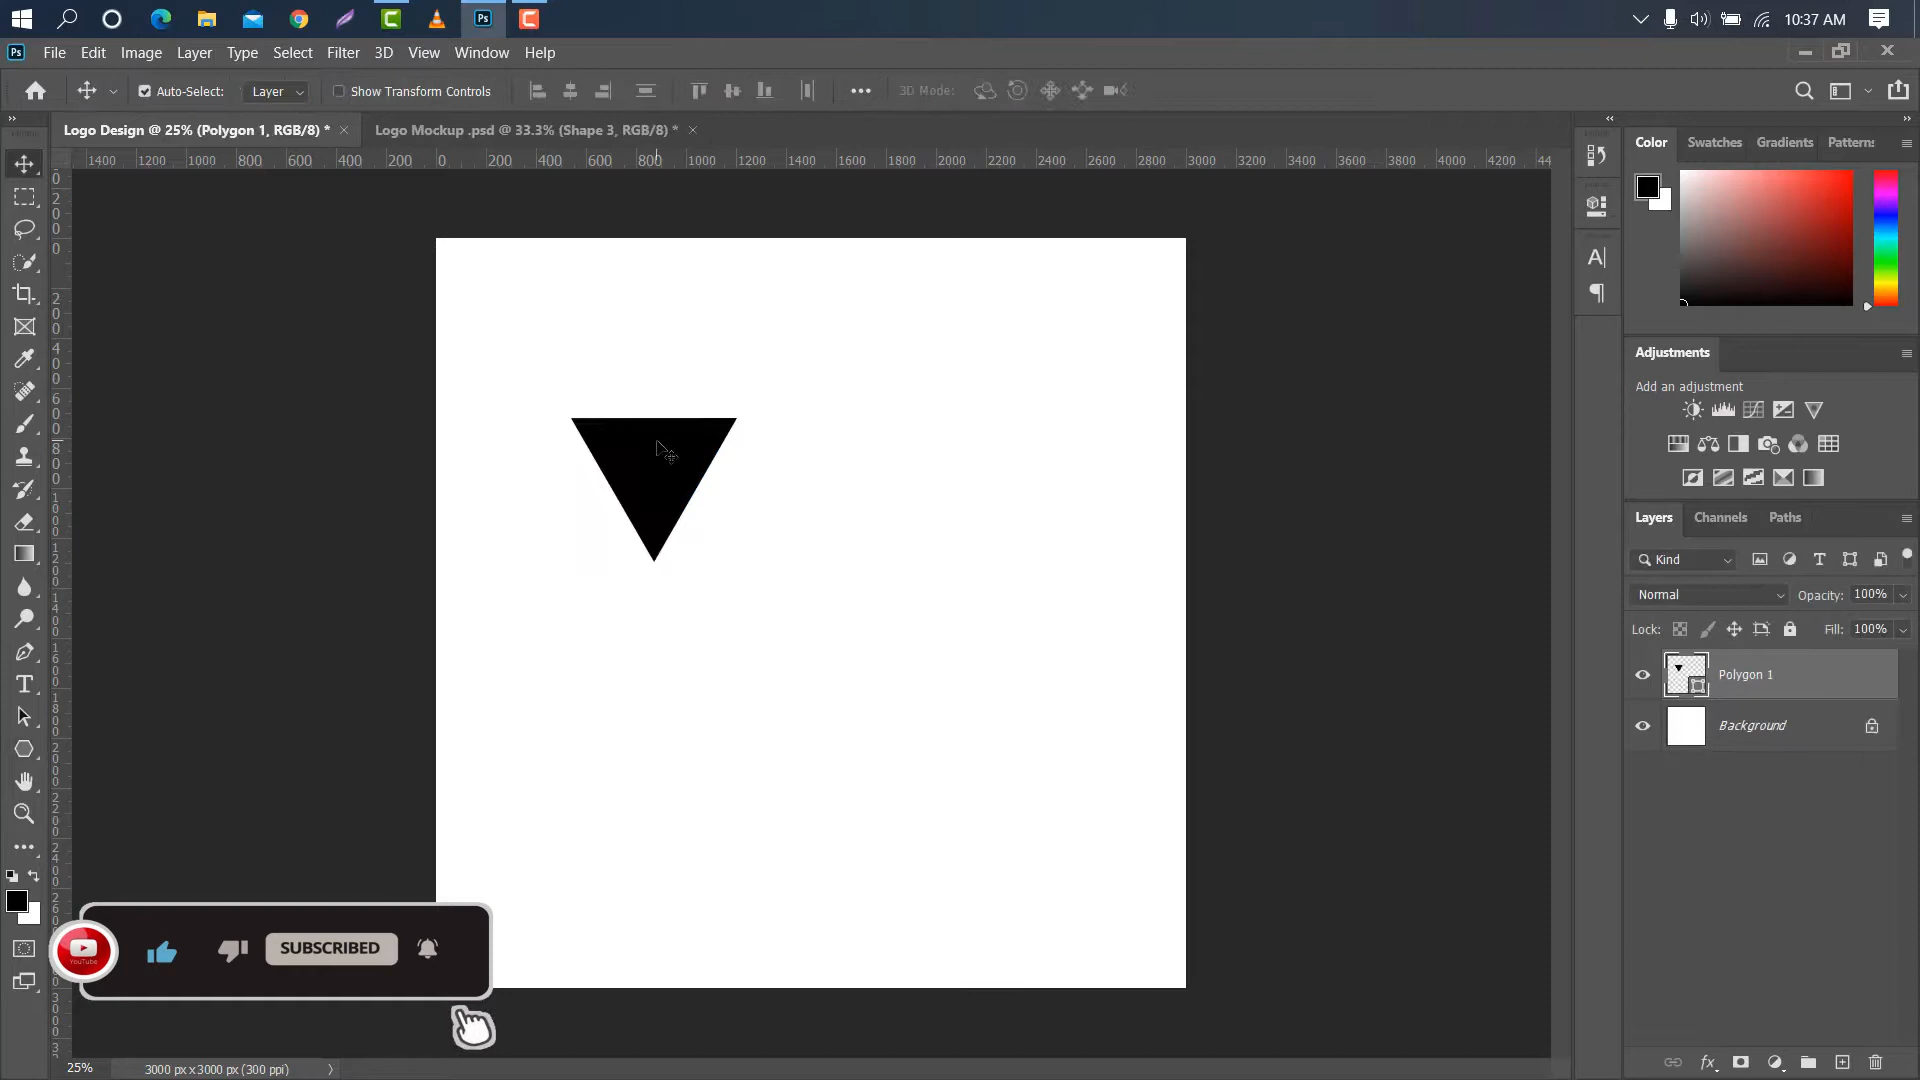 10:37 AM
Ps File Edit Image Layer Type Select Filter 3D View Window Help
Auto-Select: Layer Show Transform Controls 3D Mode:
Logo Design @ 25% (Polygon 1, RGB/8) * Logo Mockup .psd @ 33.3% (Shape 3, RGB/8) *
1400 1200 1000 800 600 400 200 0 200 400 600 800 1000 1200 1400 1600 1800 2000 2200 2400 2600 2800 3000 3200 3400 3600 3800 4000 4200 44
Color Swatches Gradients Patterns
Adjustments
Add an adjustment
Layers Channels Paths
Kind
Normal Opacity: 100%
Lock: Fill: 100%
Polygon 1
Background
YouTube SUBSCRIBED
25% 3000 px x 3000 px (300 ppi)